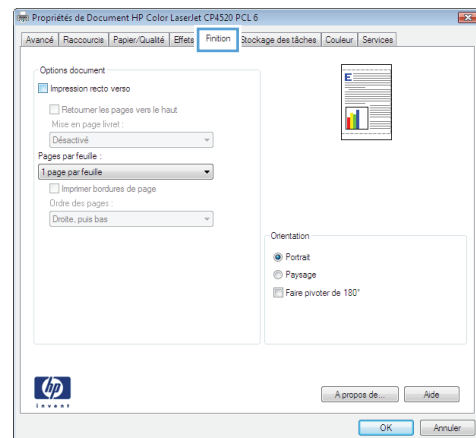 Propriétés de Document HP Color LaserJet CP4520 PCL 6
Avancé Raccourcis Papier/Qualité Effets Finition Stockage des tâches Couleur Services
Options document
Impression recto verso
Retourner les pages vers le haut
Mise en page livret :
Désactivé
Pages par feuille :
1 page par feuille
Imprimer bordures de page
Ordre des pages :
Droite, puis bas
E
Orientation
Portrait
Paysage
Faire pivoter de 180°
hp
invent
A propos de...
Aide
OK
Annuler